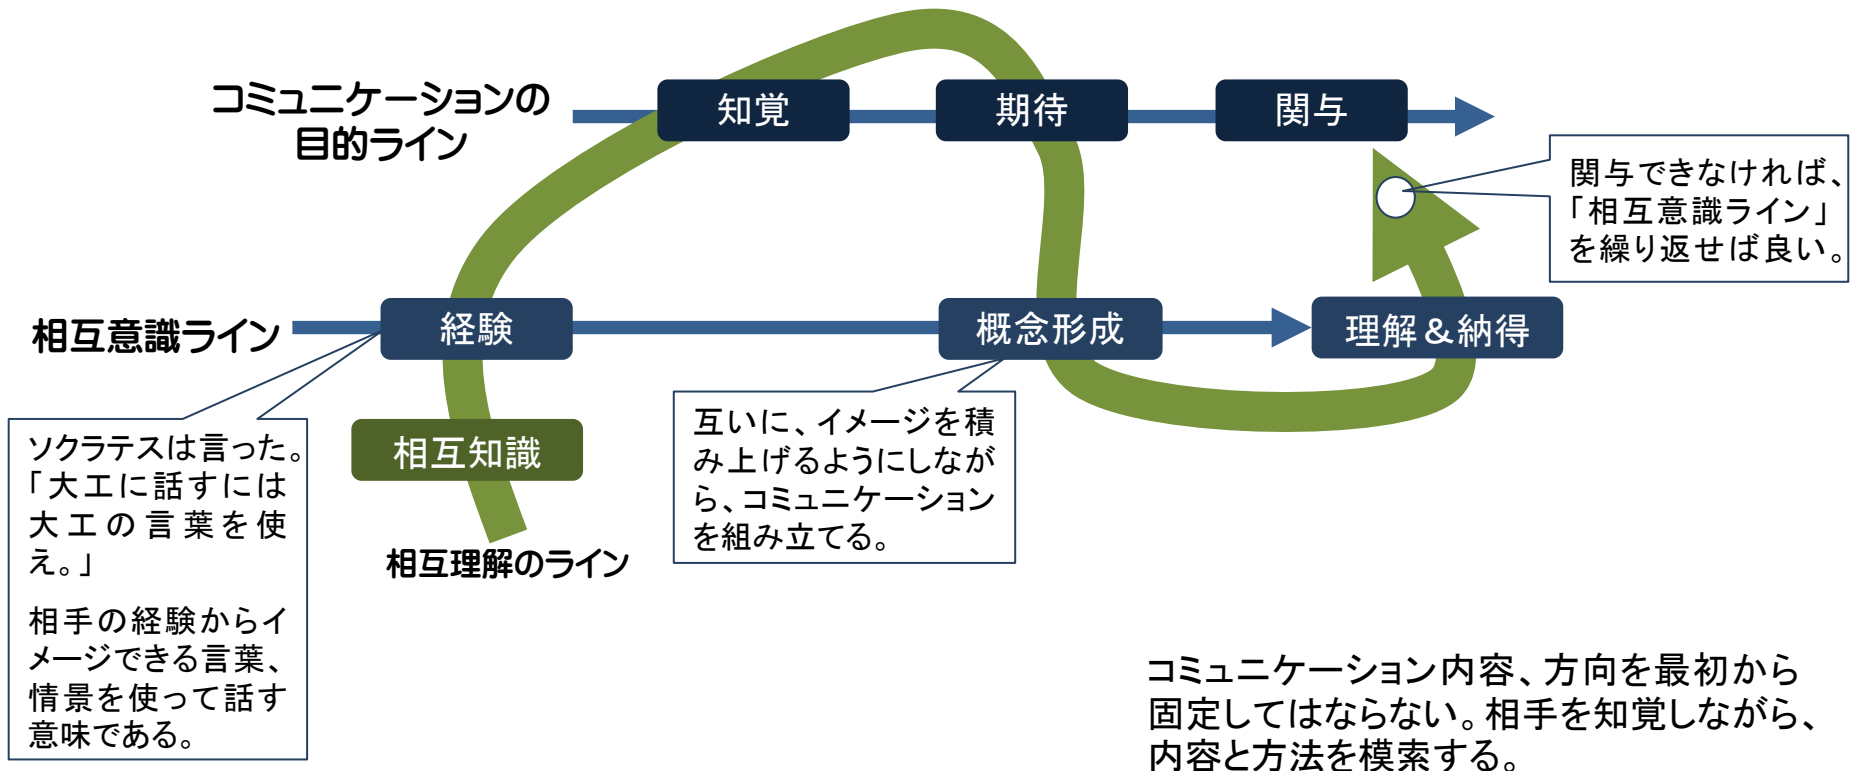 コミュニケーションの
目的ライン
知覚
期待
関与
関与できなければ、
「相互意識ライン」
を繰り返せば良い。
相互意識ライン
経験
概念形成
理解＆納得
ソクラテスは言った。
「大工に話すには
大工の言葉を使
え。」
相手の経験からイ
メージできる言葉、
情景を使って話す
意味である。
相互知識
相互理解のライン
互いに、イメージを積
み上げるようにしなが
ら、コミュニケーション
を組み立てる。
コミュニケーション内容、方向を最初から
固定してはならない。相手を知覚しながら、
内容と方法を模索する。